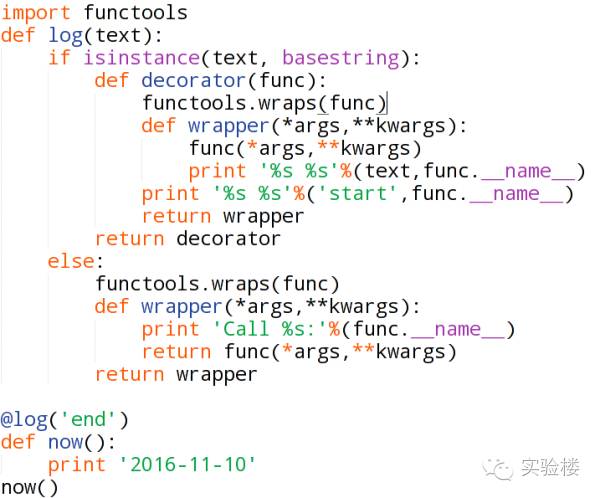 import functools
def log(text):
    if isinstance(text, basestring):
        def decorator(func):
            functools.wraps(func)
            def wrapper(*args,**kwargs):
                func(*args,**kwargs)
                print '%s %s'%(text,func.__name__)
            print '%s %s'%('start',func.__name__)
            return wrapper
        return decorator
    else:
        functools.wraps(func)
        def wrapper(*args,**kwargs):
            print 'Call %s:'%(func.__name__)
            return func(*args,**kwargs)
        return wrapper

@log('end')
def now():
    print '2016-11-10'
now()
实验楼